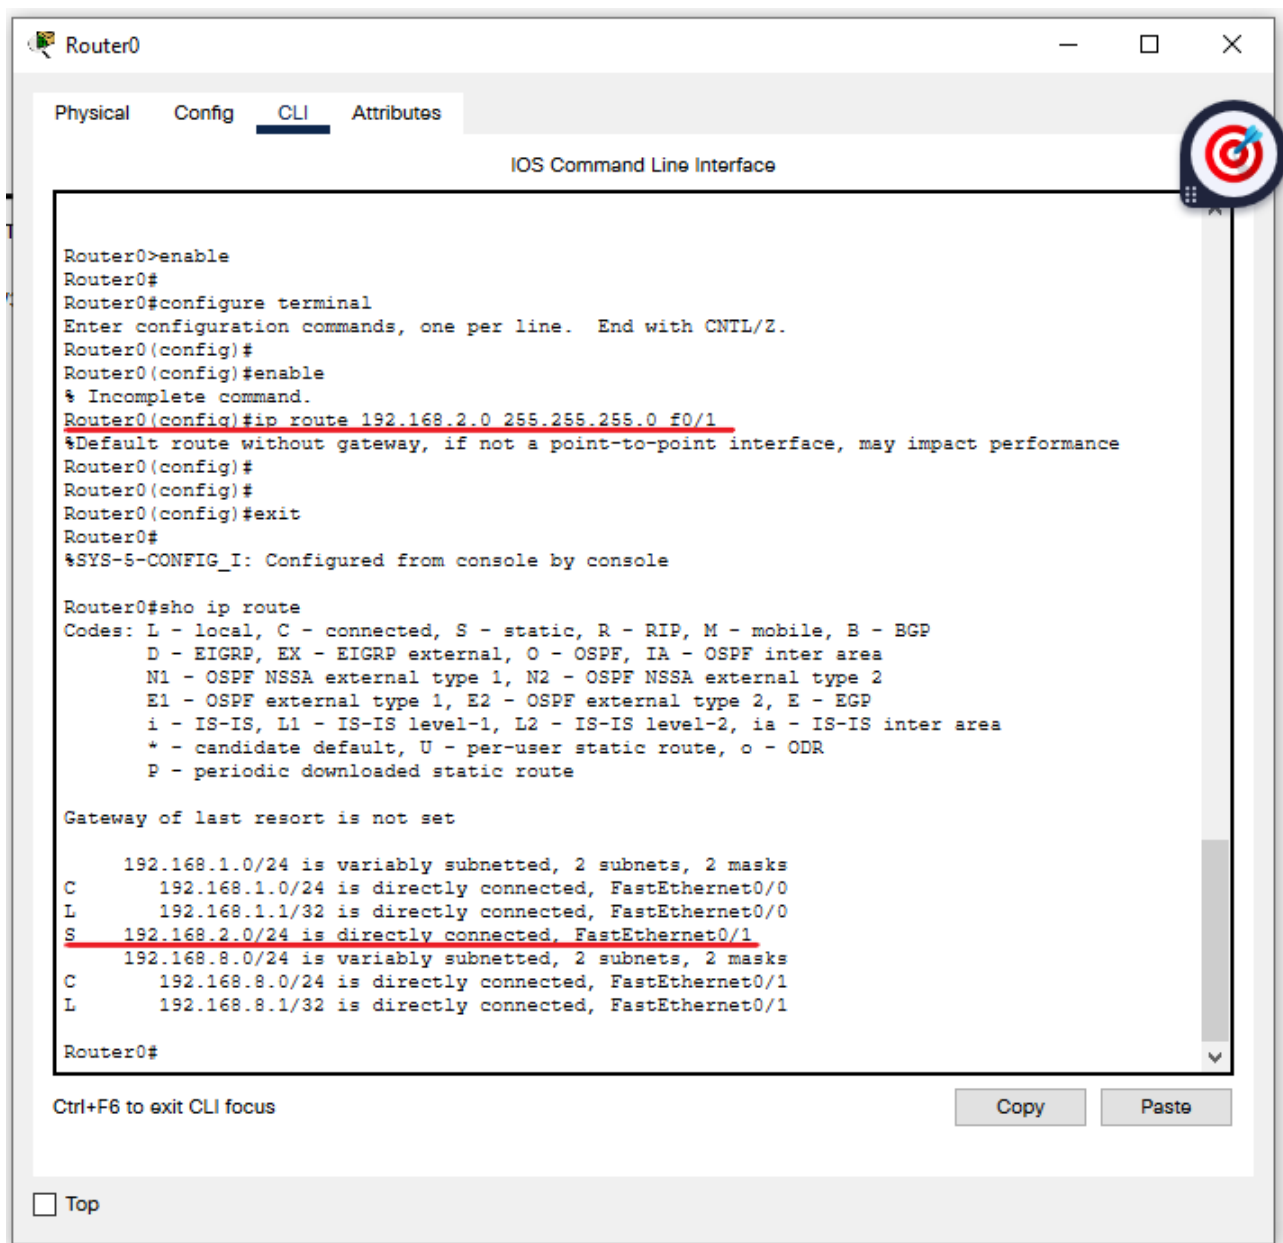 Router0
Physical Config CLI Attributes
IOS Command Line Interface
Router0>enable
Router0#
Router0#configure terminal
Enter configuration commands, one per line.  End with CNTL/Z.
Router0(config)#
Router0(config)#enable
% Incomplete command.
Router0(config)#ip route 192.168.2.0 255.255.255.0 f0/1
%Default route without gateway, if not a point-to-point interface, may impact performance
Router0(config)#
Router0(config)#
Router0(config)#exit
Router0#
%SYS-5-CONFIG_I: Configured from console by console
Router0#sho ip route
Codes: L - local, C - connected, S - static, R - RIP, M - mobile, B - BGP
       D - EIGRP, EX - EIGRP external, O - OSPF, IA - OSPF inter area
       N1 - OSPF NSSA external type 1, N2 - OSPF NSSA external type 2
       E1 - OSPF external type 1, E2 - OSPF external type 2, E - EGP
       i - IS-IS, L1 - IS-IS level-1, L2 - IS-IS level-2, ia - IS-IS inter area
       * - candidate default, U - per-user static route, o - ODR
       P - periodic downloaded static route
Gateway of last resort is not set
     192.168.1.0/24 is variably subnetted, 2 subnets, 2 masks
C       192.168.1.0/24 is directly connected, FastEthernet0/0
L       192.168.1.1/32 is directly connected, FastEthernet0/0
S    192.168.2.0/24 is directly connected, FastEthernet0/1
     192.168.8.0/24 is variably subnetted, 2 subnets, 2 masks
C       192.168.8.0/24 is directly connected, FastEthernet0/1
L       192.168.8.1/32 is directly connected, FastEthernet0/1
Router0#
Ctrl+F6 to exit CLI focus
Copy Paste
Top